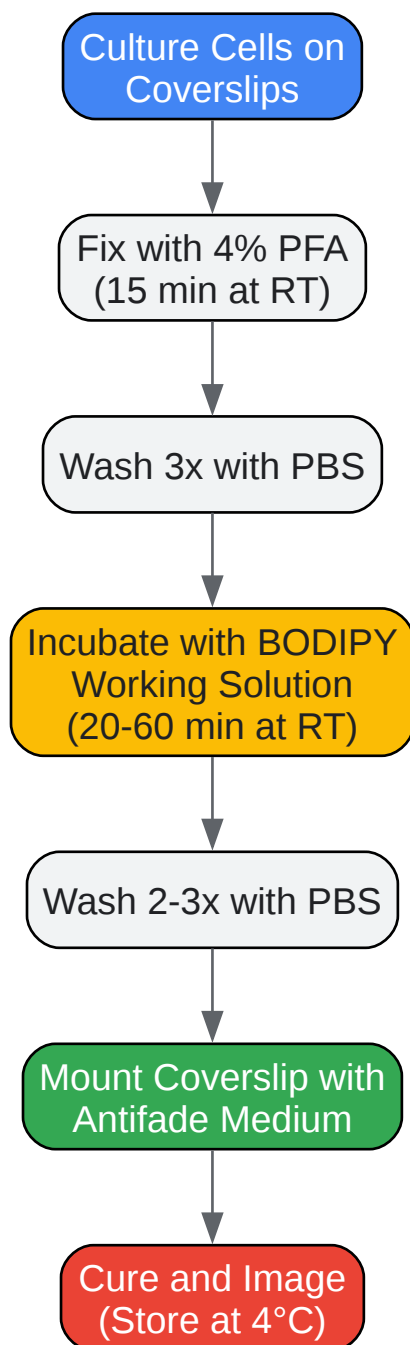 Culture Cells on
Coverslips
Fix with 4% PFA
(15 min at RT)
Wash 3x with PBS
Incubate with BODIPY
Working Solution
(20-60 min at RT)
Wash 2-3x with PBS
Mount Coverslip with
Antifade Medium
Cure and Image
(Store at 4°C)